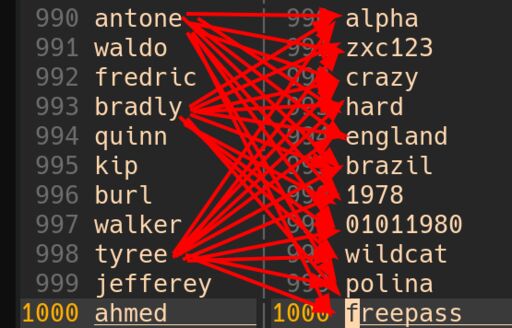 990 antone
991 waldo
992 fredric
993 bradly
994 quinn
995 kip
996 burl
997 walker
998 tyree
999 jefferey
1000 ahmed
alpha
zxc123
crazy
hard
england
brazil
1978
01011980
wildcat
polina
1000 freepass